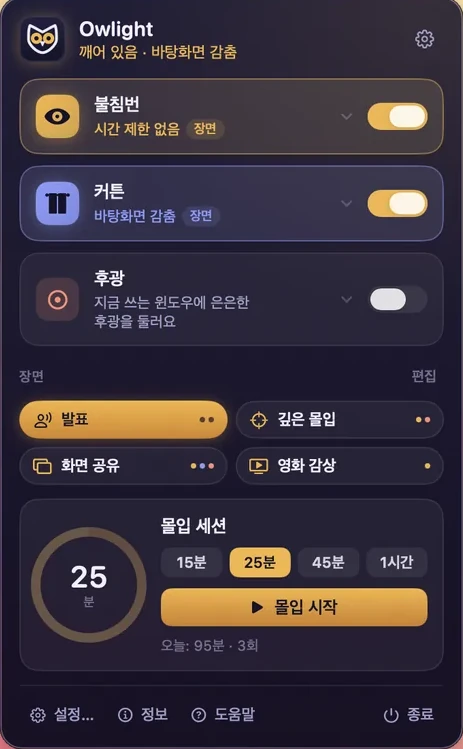 Owlight
깨어 있음 · 바탕화면 감춤
불침번
시간 제한 없음 장면
커튼
바탕화면 감춤 장면
후광
지금 쓰는 윈도우에 은은한
후광을 둘러요
장면 편집
발표 깊은 몰입
화면 공유 영화 감상
몰입 세션
25
분
15분 25분 45분 1시간
몰입 시작
오늘: 95분 · 3회
설정... 정보 도움말 종료